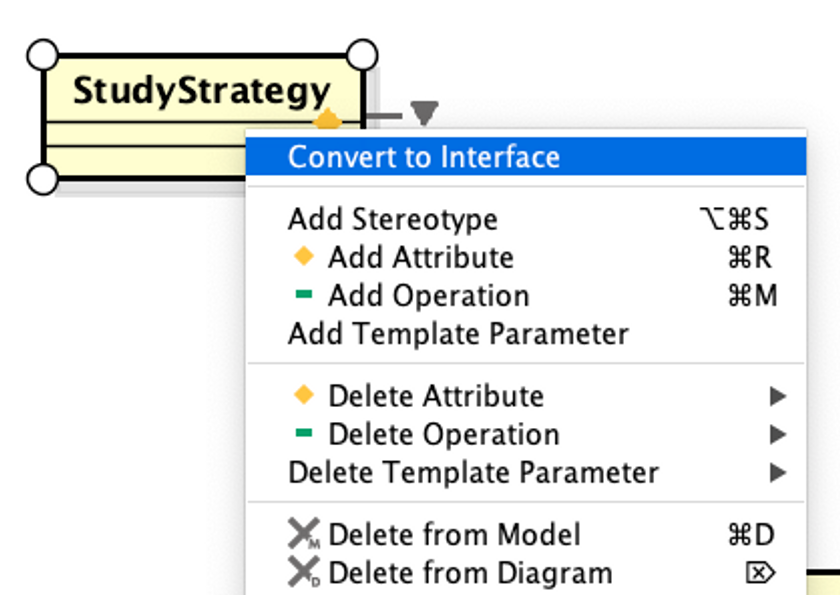 StudyStrategy
Convert to Interface
Add Stereotype ⌥⌘S
Add Attribute ⌘R
Add Operation ⌘M
Add Template Parameter
Delete Attribute ▶
Delete Operation ▶
Delete Template Parameter ▶
Delete from Model ⌘D
Delete from Diagram ⌦